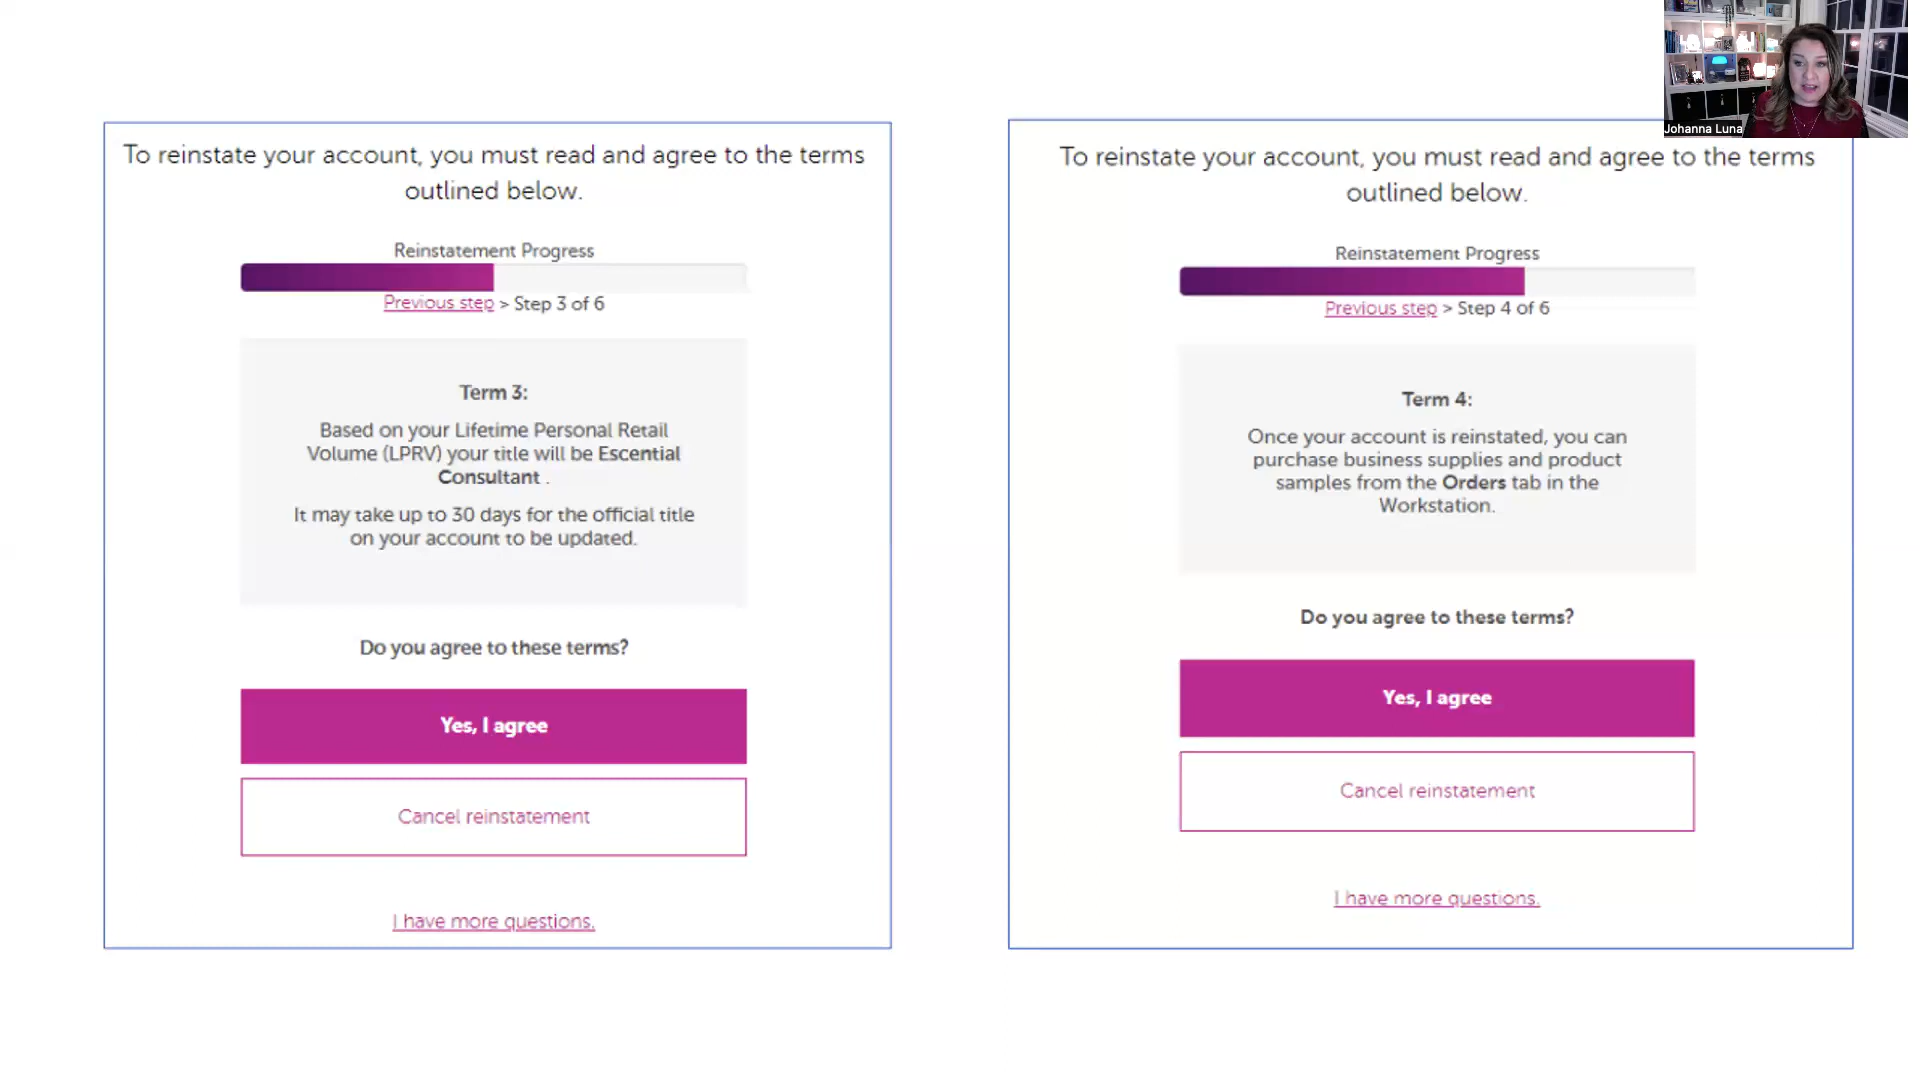 Johanna Luna
To reinstate your account, you must read and agree to the terms
outlined below.
Reinstatement Progress
Previous step > Step 3 of 6
Term 3:
Based on your Lifetime Personal Retail
Volume (LPRV) your title will be Escential
Consultant .
It may take up to 30 days for the official title
on your account to be updated.
Do you agree to these terms?
Yes, I agree
Cancel reinstatement
I have more questions.
To reinstate your account, you must read and agree to the terms
outlined below.
Reinstatement Progress
Previous step > Step 4 of 6
Term 4:
Once your account is reinstated, you can
purchase business supplies and product
samples from the Orders tab in the
Workstation.
Do you agree to these terms?
Yes, I agree
Cancel reinstatement
I have more questions.